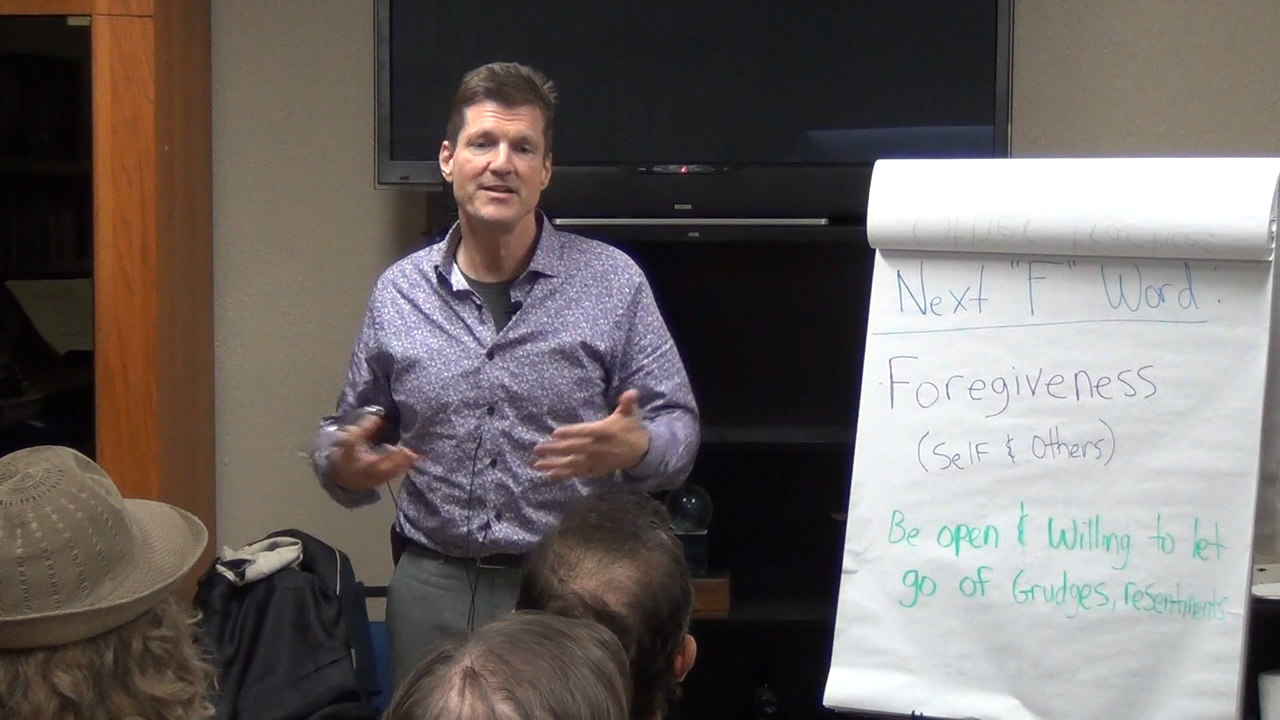 Next "F" Word:
Foregiveness
(Self & Others)
Be open & Willing to let
go of Grudges, resentments